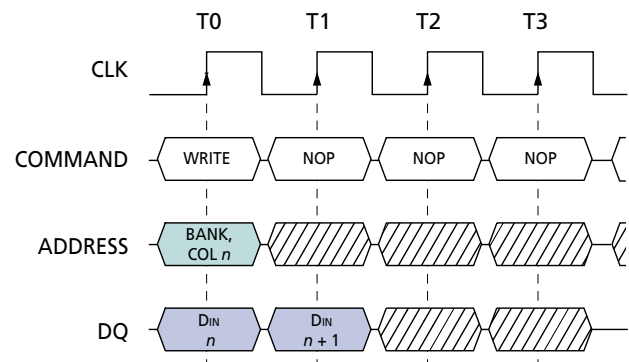 T0 T1 T2 T3
CLK
COMMAND WRITE NOP NOP NOP
ADDRESS BANK,
COL n
DQ DIN
n DIN
n + 1